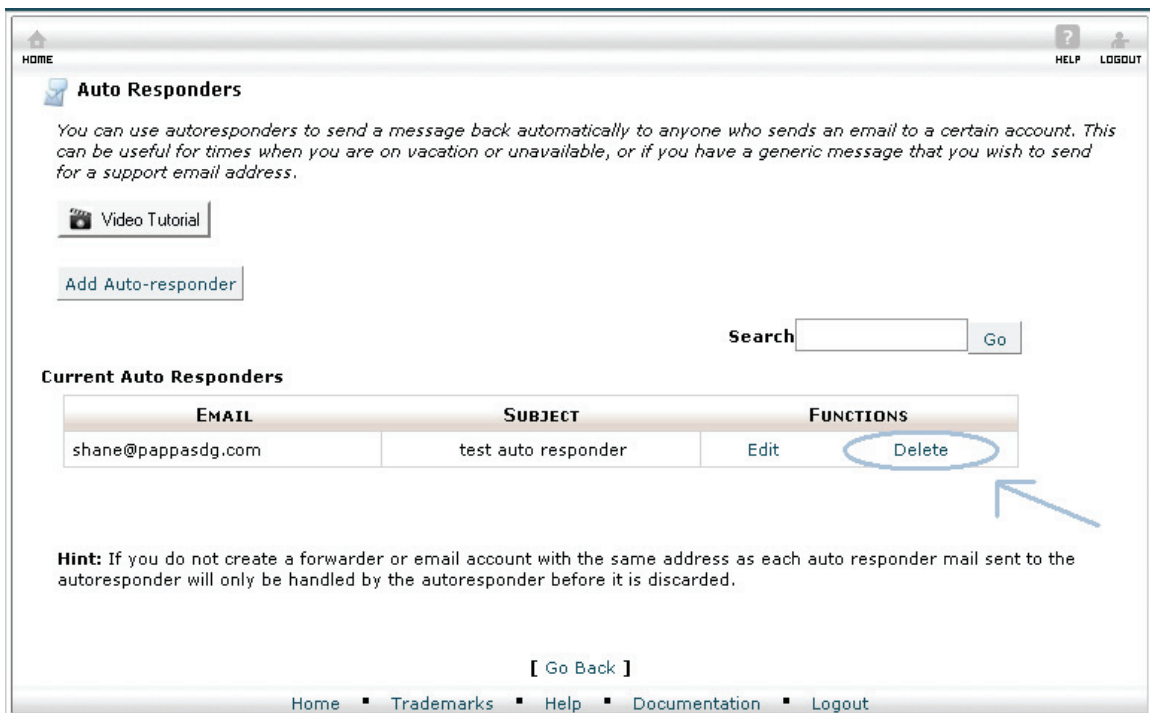 HOME
HELP LOGOUT
Auto Responders
You can use autoresponders to send a message back automatically to anyone who sends an email to a certain account. This
can be useful for times when you are on vacation or unavailable, or if you have a generic message that you wish to send
for a support email address.
Video Tutorial
Add Auto-responder
Search Go
Current Auto Responders
EMAIL SUBJECT FUNCTIONS
shane@pappasdg.com test auto responder Edit Delete
Hint: If you do not create a forwarder or email account with the same address as each auto responder mail sent to the
autoresponder will only be handled by the autoresponder before it is discarded.
[ Go Back ]
Home ▪ Trademarks ▪ Help ▪ Documentation ▪ Logout